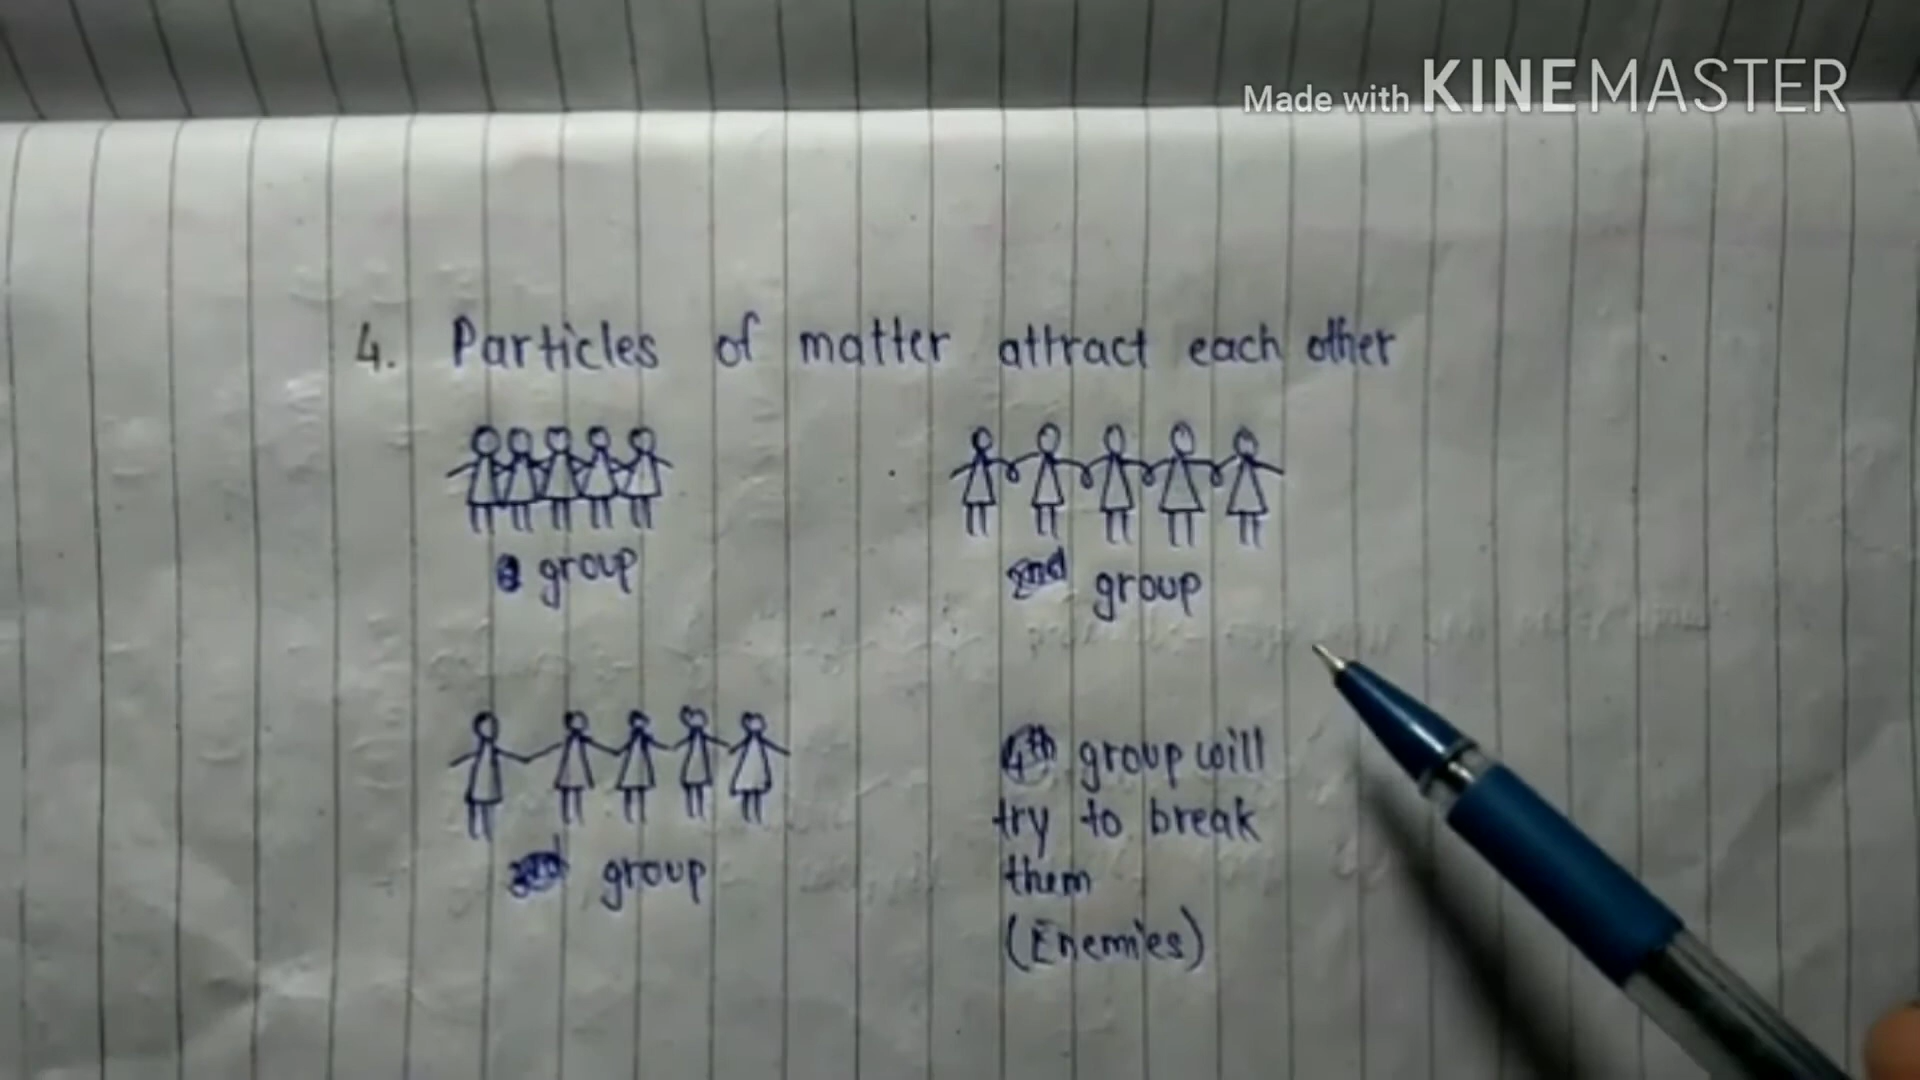 Made with KINEMASTER
4. Particles of matter attract each other
group
2nd group
3rd group
4th group will
try to break
them
(Enemies)